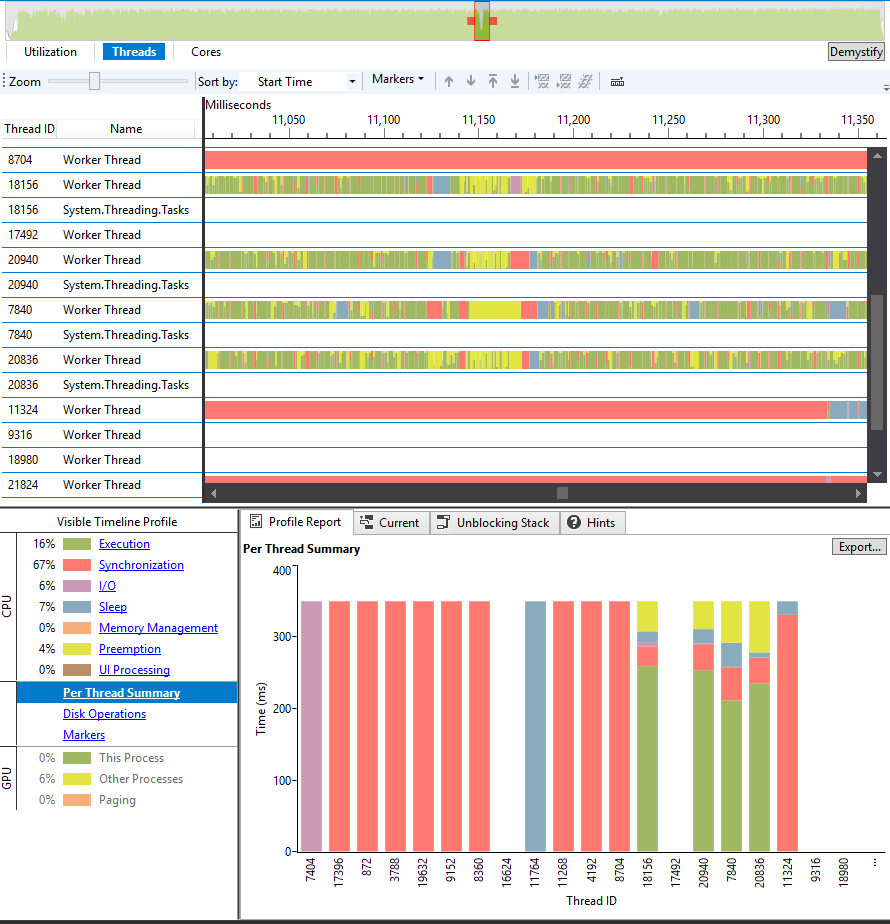 Utilization Threads Cores Demystify
Zoom Sort by: Start Time Markers
Milliseconds
Thread ID Name 11,050 11,100 11,150 11,200 11,250 11,300 11,350
8704 Worker Thread
18156 Worker Thread
18156 System.Threading.Tasks
17492 Worker Thread
20940 Worker Thread
20940 System.Threading.Tasks
7840 Worker Thread
7840 System.Threading.Tasks
20836 Worker Thread
20836 System.Threading.Tasks
11324 Worker Thread
9316 Worker Thread
18980 Worker Thread
21824 Worker Thread
Visible Timeline Profile
CPU
16% Execution
67% Synchronization
6% I/O
7% Sleep
0% Memory Management
4% Preemption
0% UI Processing
Per Thread Summary
Disk Operations
Markers
GPU
0% This Process
6% Other Processes
0% Paging
Profile Report Current Unblocking Stack Hints
Per Thread Summary Export...
Time (ms)
400
300
200
100
0
7404 17396 872 3788 19632 9152 8360 16624 11764 11268 4192 8704 18156 17492 20940 7840 20836 11324 9316 18980 ...
Thread ID